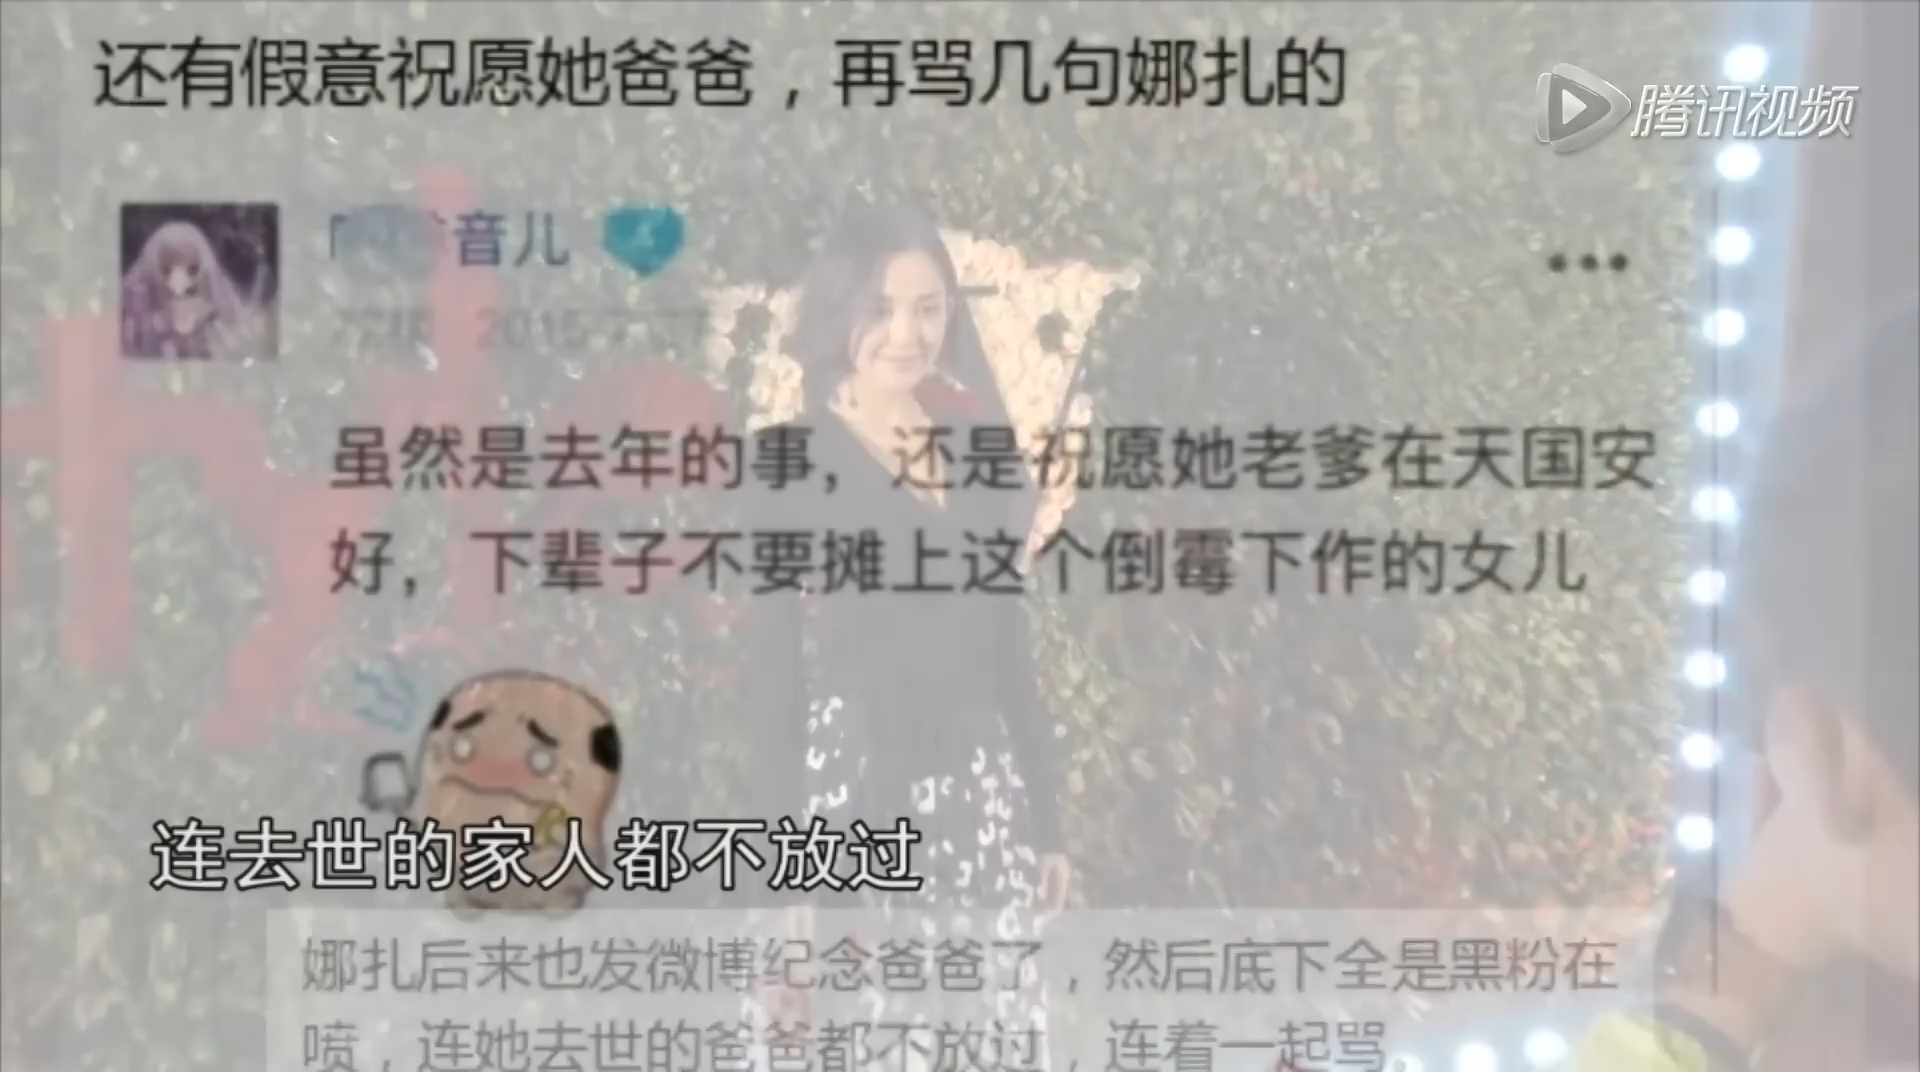 还有假意祝愿她爸爸，再骂几句娜扎的
腾讯视频
音儿
虽然是去年的事，还是祝愿她老爹在天国安
好，下辈子不要摊上这个倒霉下作的女儿
连去世的家人都不放过
娜扎后来也发微博纪念爸爸了，然后底下全是黑粉在
喷，连她去世的爸爸都不放过，连着一起骂。